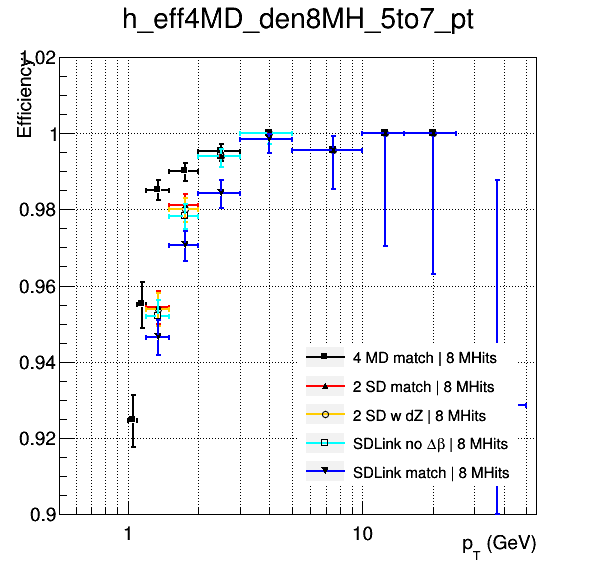 h_eff4MD_den8MH_5to7_pt
Efficiency
1.02
1
0.98
0.96
0.94
0.92
0.9
4 MD match | 8 MHits
2 SD match | 8 MHits
2 SD w dZ | 8 MHits
SDLink no Δβ | 8 MHits
SDLink match | 8 MHits
1
10
p_T (GeV)